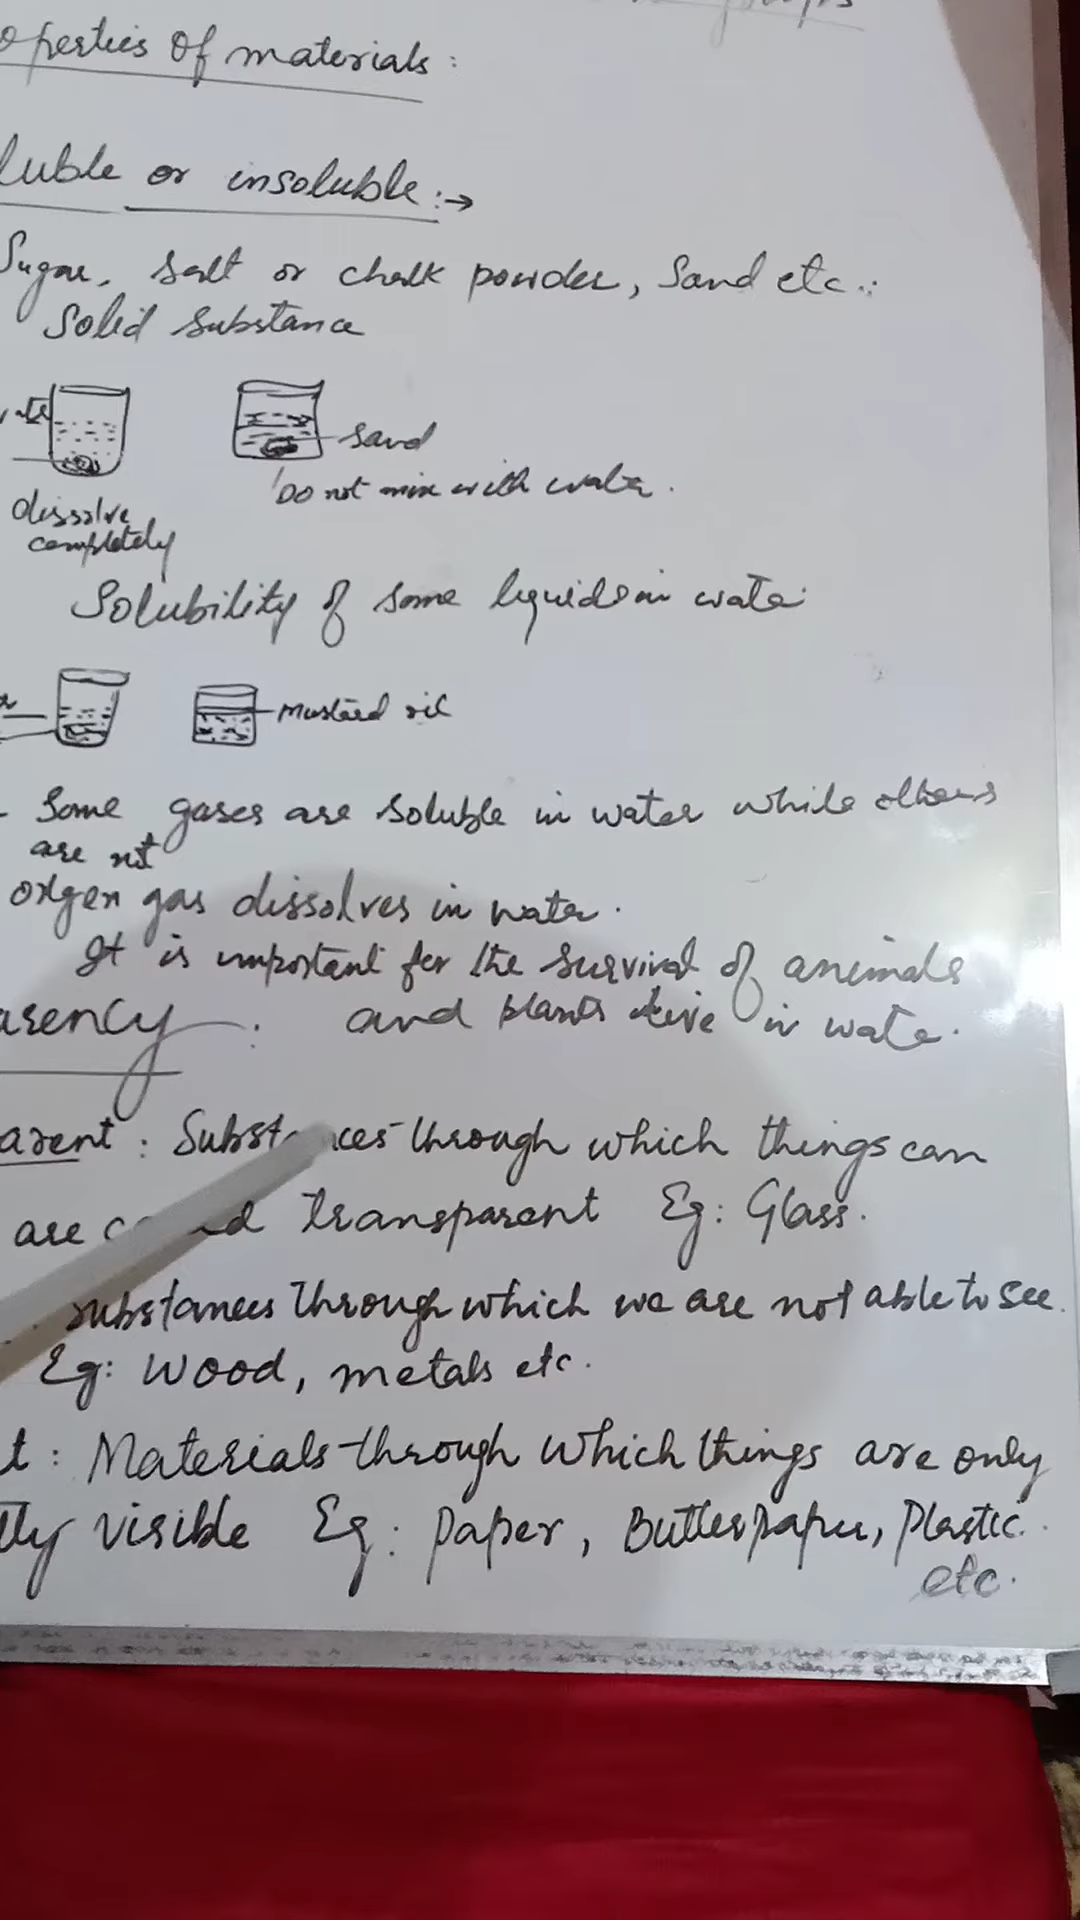 operties of materials:
luble or insoluble:→
Sugar, Salt or chalk powder, Sand etc.:
Solid substance
Sand
Do not mix with water.
dissolve
completely
Solubility of some liquids in water
Mustard oil
- Some gases are soluble in water while others
are not
oxgen gas dissolves in water.
It is important for the survival of animals
arency : and plants live in water.
arent : Substances through which things can
are transparent Eg: Glass.
substances through which we are not able to see.
Eg: Wood, metals etc.
t : Materials through which things are only
tly visible Eg: paper, Butterpaper, Plastic.
etc.